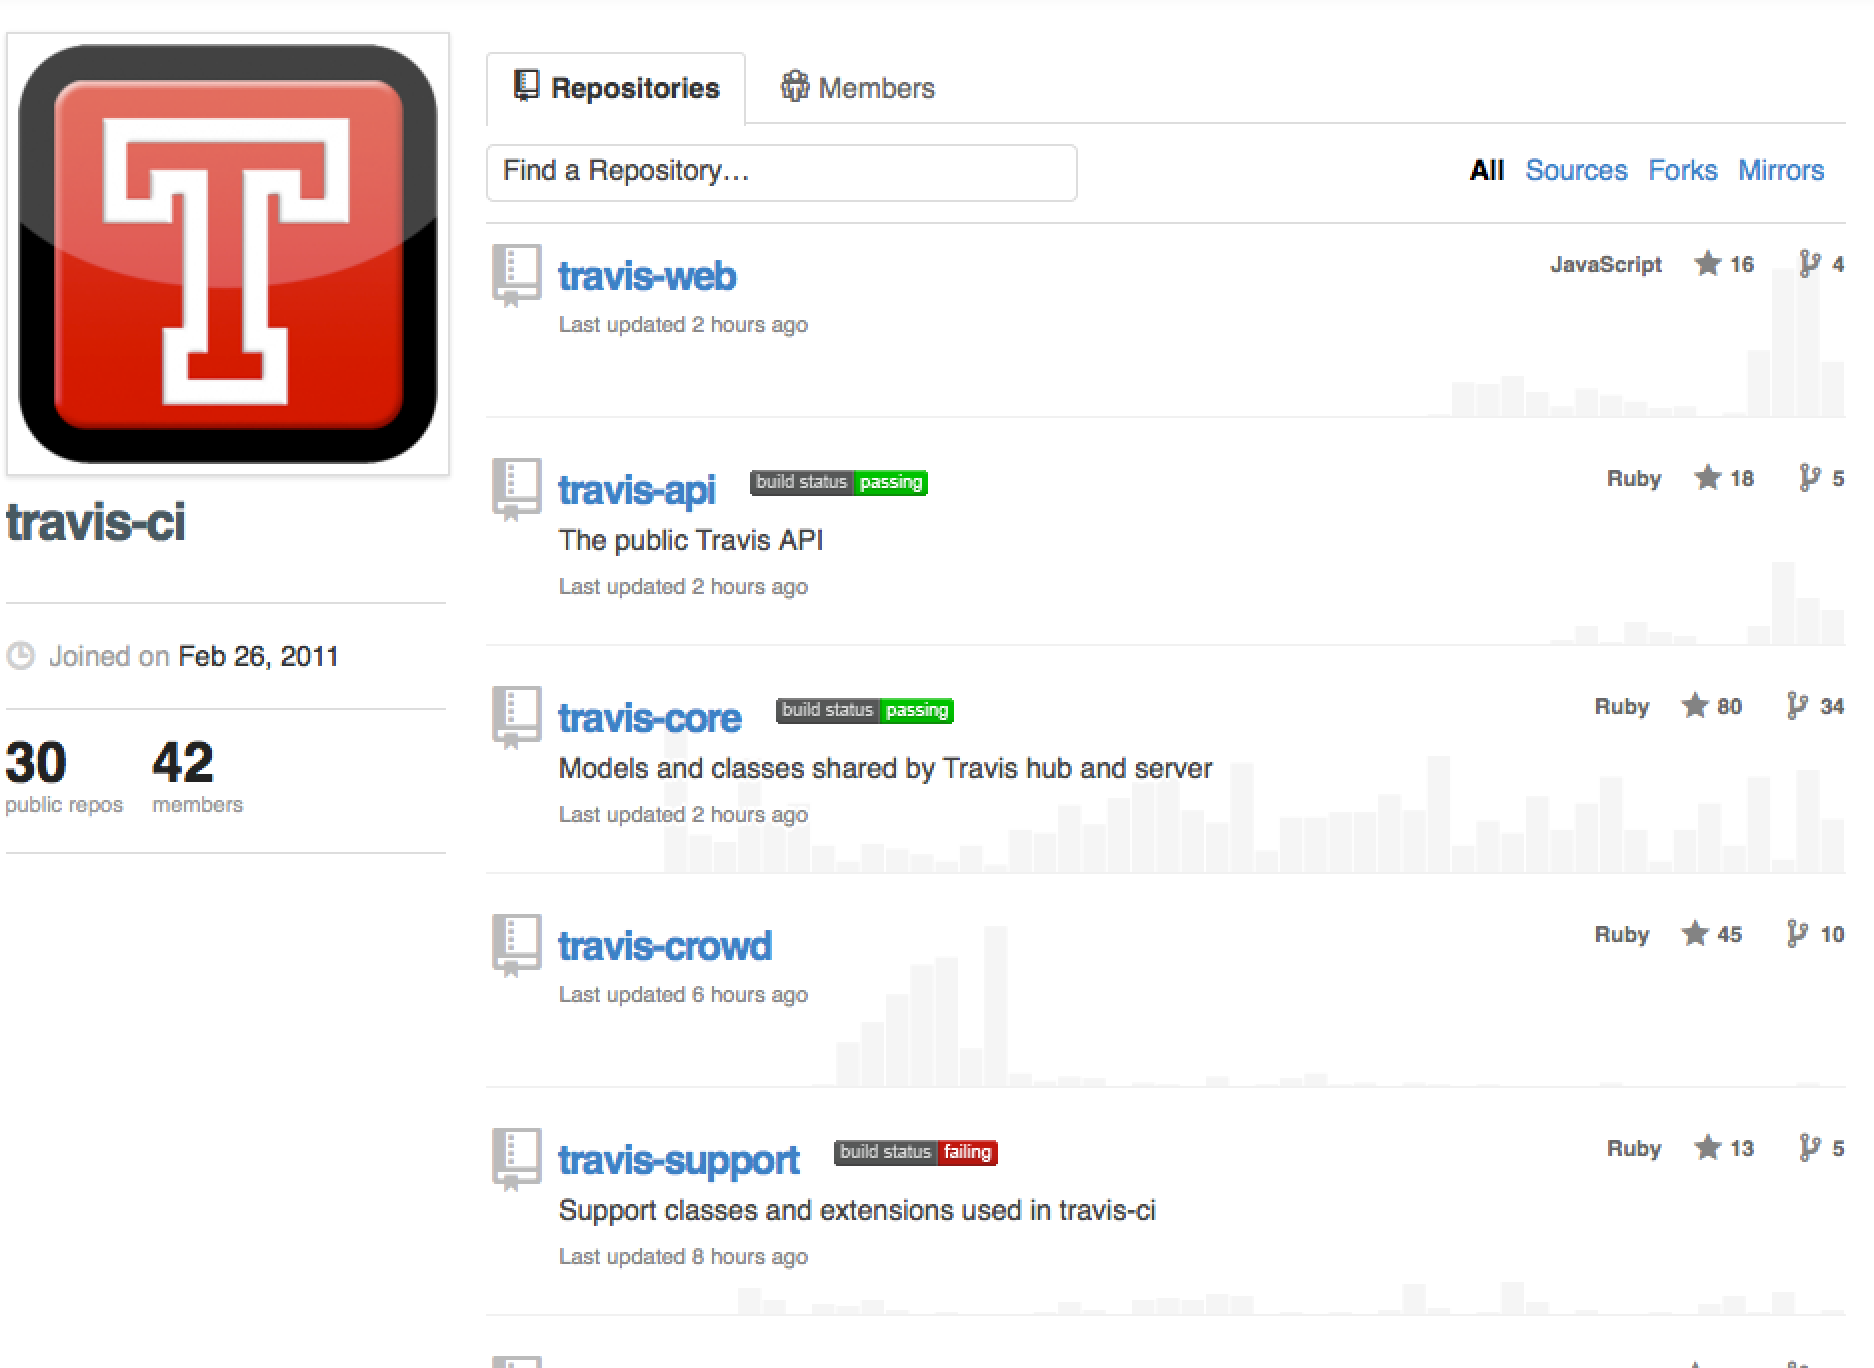 T
travis-ci
Joined on Feb 26, 2011
30 42
public repos members
Repositories Members
Find a Repository...
All Sources Forks Mirrors
travis-web JavaScript 16 4
Last updated 2 hours ago
travis-api build status passing Ruby 18 5
The public Travis API
Last updated 2 hours ago
travis-core build status passing Ruby 80 34
Models and classes shared by Travis hub and server
Last updated 2 hours ago
travis-crowd Ruby 45 10
Last updated 6 hours ago
travis-support build status failing Ruby 13 5
Support classes and extensions used in travis-ci
Last updated 8 hours ago